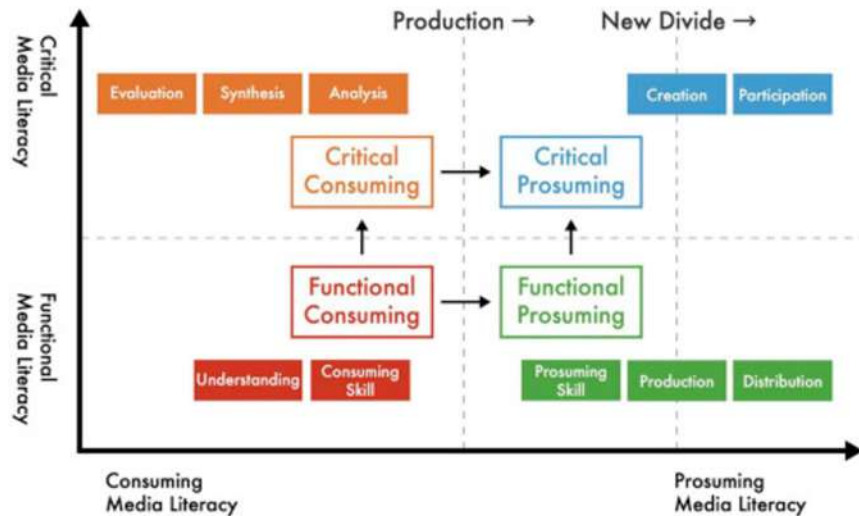 Production → New Divide →
Critical
Media Literacy
Evaluation Synthesis Analysis
Creation Participation
Critical
Consuming
Critical
Prosuming
Functional
Media Literacy
Functional
Consuming
Functional
Prosuming
Understanding
Consuming
Skill
Prosuming
Skill
Production Distribution
Consuming
Media Literacy
Prosuming
Media Literacy